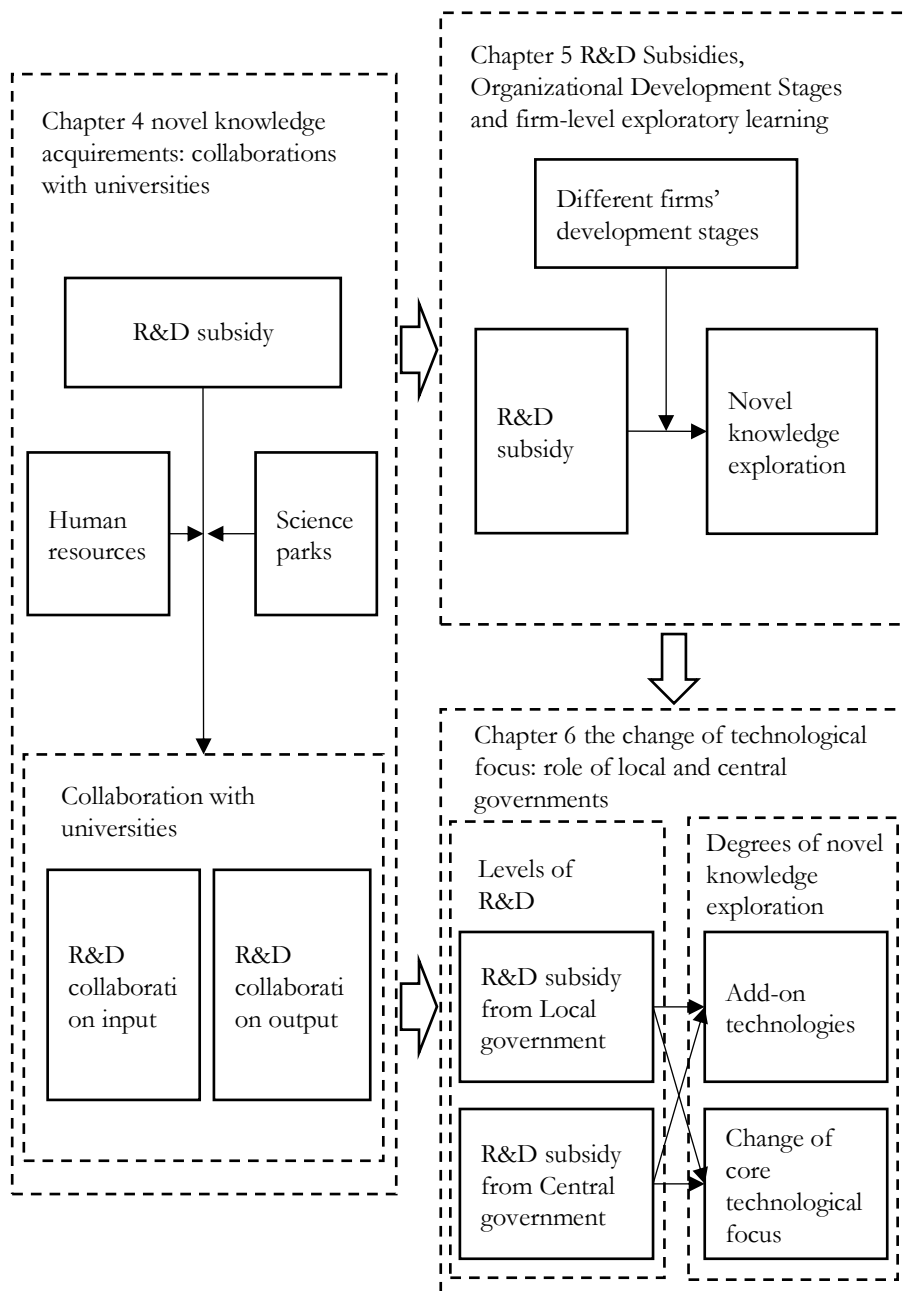 Chapter 4 novel knowledge
acquirements: collaborations
with universities
R&D subsidy
Human
resources
Science
parks
Collaboration with
universities
R&D
collaborati
on input
R&D
collaborati
on output
Chapter 5 R&D Subsidies,
Organizational Development Stages
and firm-level exploratory learning
Different firms’
development stages
R&D
subsidy
Novel
knowledge
exploration
Chapter 6 the change of technological
focus: role of local and central
governments
Levels of
R&D
R&D subsidy
from Local
government
R&D subsidy
from Central
government
Degrees of novel
knowledge
exploration
Add-on
technologies
Change of
core
technological
focus